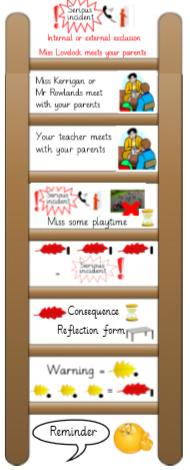 Serious
incident
Internal or external exclusion
Miss Lovelock meets your parents
Miss Kerrigan or
Mr Rowlands meet
with your parents
Your teacher meets
with your parents
Serious
incident
Miss some playtime
= Serious
incident
Consequence
Reflection form
Warning =
=
Reminder